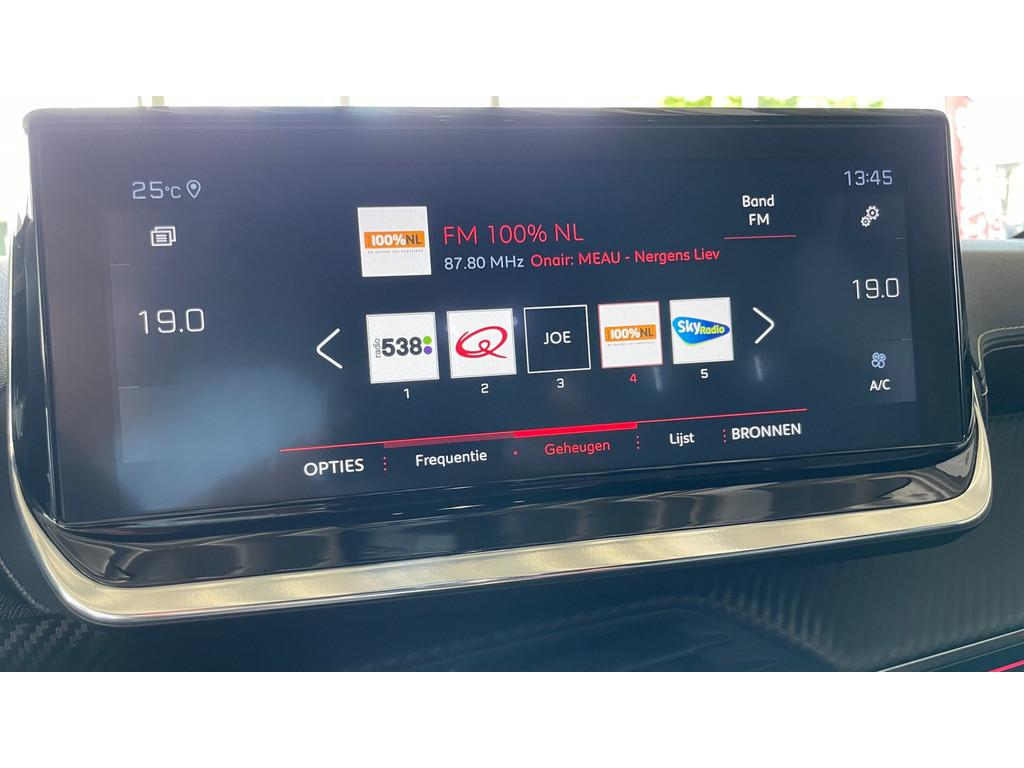 25°C
13:45
Band
FM
100%NL
FM 100% NL
87.80 MHz Onair: MEAU - Nergens Liev
19.0
19.0
radio 538
JOE
100%NL
Sky Radio
1
2
3
4
5
A/C
OPTIES
Frequentie
Geheugen
Lijst
BRONNEN